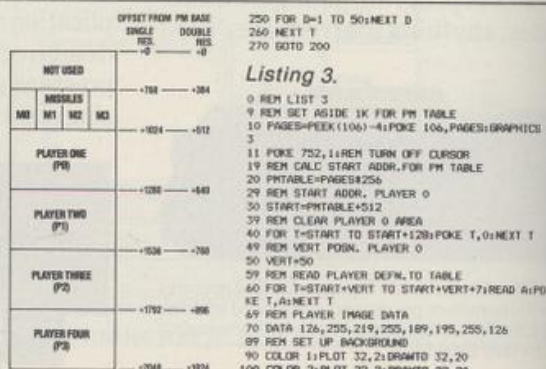 OFFSET FROM PM BASE
SINGLE RES.
DOUBLE RES.
+0
+0
NOT USED
+768
+384
MISSILES
M0 M1 M2 M3
+1024
+512
PLAYER ONE
(P0)
+1280
+640
PLAYER TWO
(P1)
+1536
+768
PLAYER THREE
(P2)
+1792
+896
PLAYER FOUR
(P3)
+2048
+1024
250 FOR D=1 TO 50:NEXT D
260 NEXT T
270 GOTO 200
Listing 3.
0 REM LIST 3
9 REM SET ASIDE 1K FOR PM TABLE
10 PAGES=PEEK(106)-4:POKE 106,PAGES:GRAPHICS
3
11 POKE 752,1:REM TURN OFF CURSOR
19 REM CALC START ADDR.FOR PM TABLE
20 PMTABLE=PAGES*256
29 REM START ADDR. PLAYER 0
30 START=PMTABLE+512
39 REM CLEAR PLAYER 0 AREA
40 FOR T=START TO START+128:POKE T,0:NEXT T
49 REM VERT POSN. PLAYER 0
50 VERT=50
59 REM READ PLAYER DEFN.TO TABLE
60 FOR T=START+VERT TO START+VERT+7:READ A:PO
KE T,A:NEXT T
69 REM PLAYER IMAGE DATA
70 DATA 126,255,219,255,189,195,255,126
89 REM SET UP BACKGROUND
90 COLOR 1:PLOT 32,2:DRAWTO 32,20